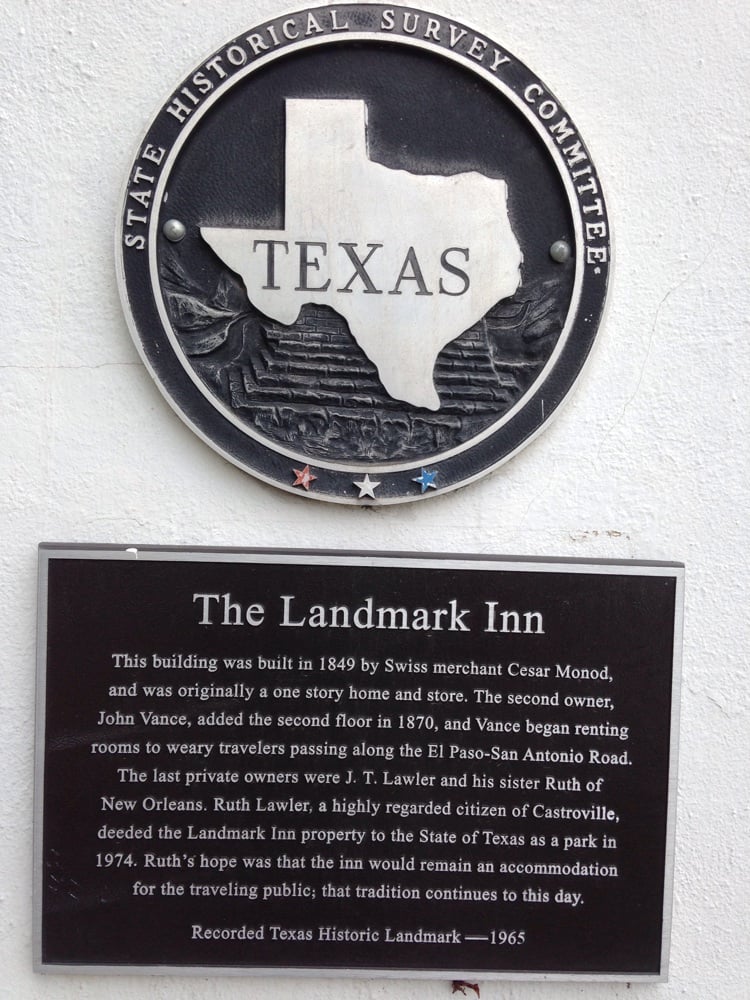 STATE HISTORICAL SURVEY COMMITTEE
TEXAS
The Landmark Inn
This building was built in 1849 by Swiss merchant Cesar Monod,
and was originally a one story home and store. The second owner,
John Vance, added the second floor in 1870, and Vance began renting
rooms to weary travelers passing along the El Paso-San Antonio Road.
The last private owners were J. T. Lawler and his sister Ruth of
New Orleans. Ruth Lawler, a highly regarded citizen of Castroville,
deeded the Landmark Inn property to the State of Texas as a park in
1974. Ruth's hope was that the inn would remain an accommodation
for the traveling public; that tradition continues to this day.
Recorded Texas Historic Landmark — 1965